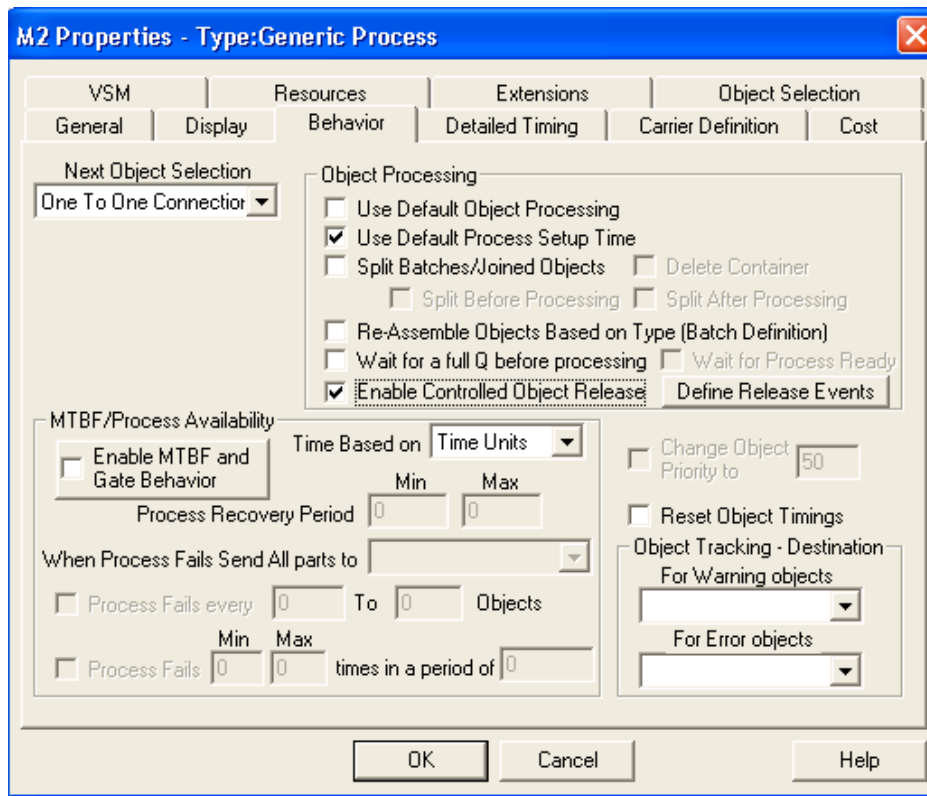 M2 Properties - Type:Generic Process
VSM Resources Extensions Object Selection
General Display Behavior Detailed Timing Carrier Definition Cost
Next Object Selection
One To One Connection
Object Processing
Use Default Object Processing
Use Default Process Setup Time
Split Batches/Joined Objects Delete Container
Split Before Processing Split After Processing
Re-Assemble Objects Based on Type (Batch Definition)
Wait for a full Q before processing Wait for Process Ready
Enable Controlled Object Release Define Release Events
MTBF/Process Availability
Enable MTBF and
Gate Behavior
Time Based on Time Units
Min Max
Process Recovery Period 0 0
When Process Fails Send All parts to
Process Fails every 0 To 0 Objects
Min Max
Process Fails 0 0 times in a period of 0
Change Object
Priority to 50
Reset Object Timings
Object Tracking - Destination
For Warning objects
For Error objects
OK Cancel Help